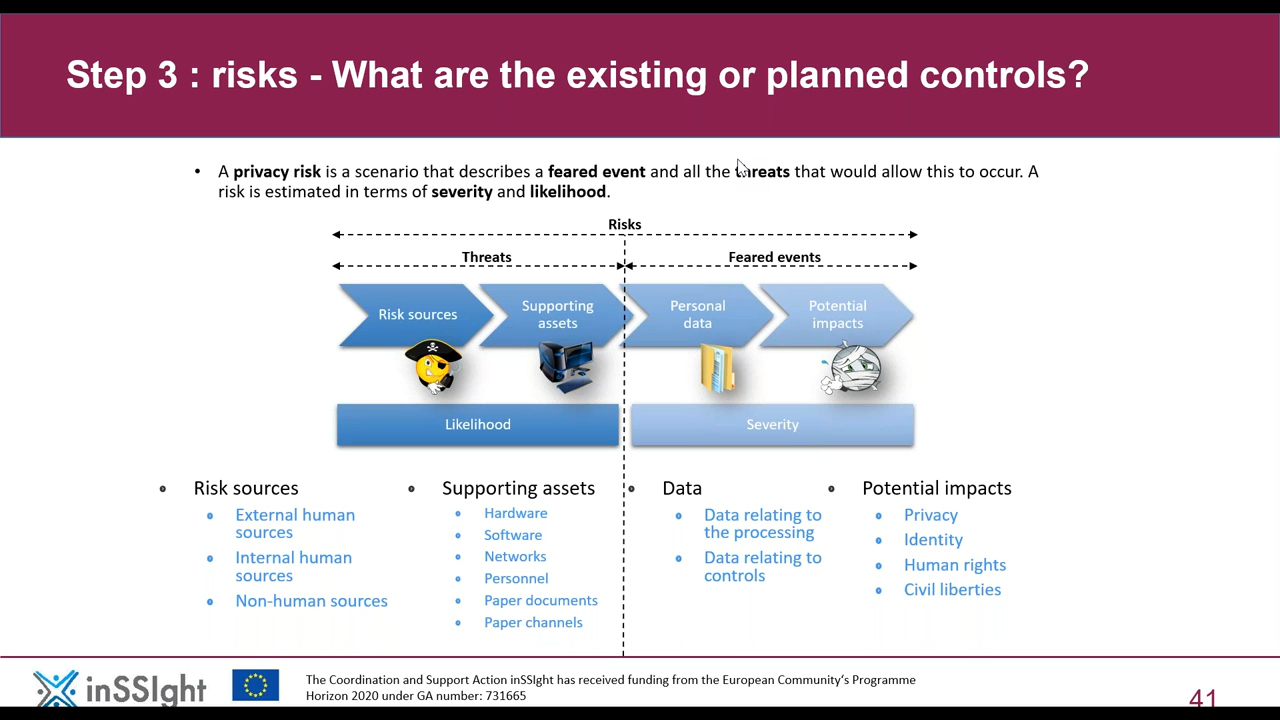 Step 3 : risks - What are the existing or planned controls?
• A privacy risk is a scenario that describes a feared event and all the threats that would allow this to occur. A
risk is estimated in terms of severity and likelihood.
Risks
Threats
Feared events
Risk sources
Supporting
assets
Personal
data
Potential
impacts
Likelihood
Severity
• Risk sources
• External human
sources
• Internal human
sources
• Non-human sources
• Supporting assets
• Hardware
• Software
• Networks
• Personnel
• Paper documents
• Paper channels
• Data
• Data relating to
the processing
• Data relating to
controls
• Potential impacts
• Privacy
• Identity
• Human rights
• Civil liberties
inSSIght
The Coordination and Support Action inSSIght has received funding from the European Community's Programme
Horizon 2020 under GA number: 731665
41